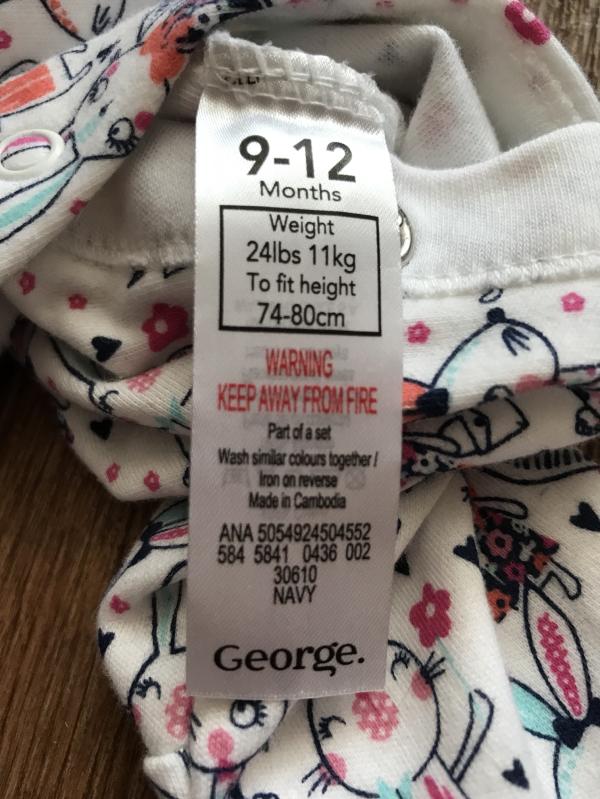 9-12
Months
Weight
24lbs 11kg
To fit height
74-80cm
WARNING
KEEP AWAY FROM FIRE
Part of a set
Wash similar colours together /
Iron on reverse
Made in Cambodia
ANA 5054924504552
584 5841 0436 002
30610
NAVY
George.